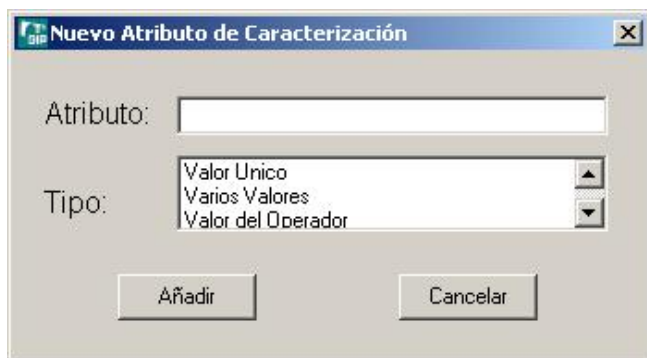 Nuevo Atributo de Caracterización
Atributo:
Tipo:
Valor Unico
Varios Valores
Valor del Operador
Añadir
Cancelar